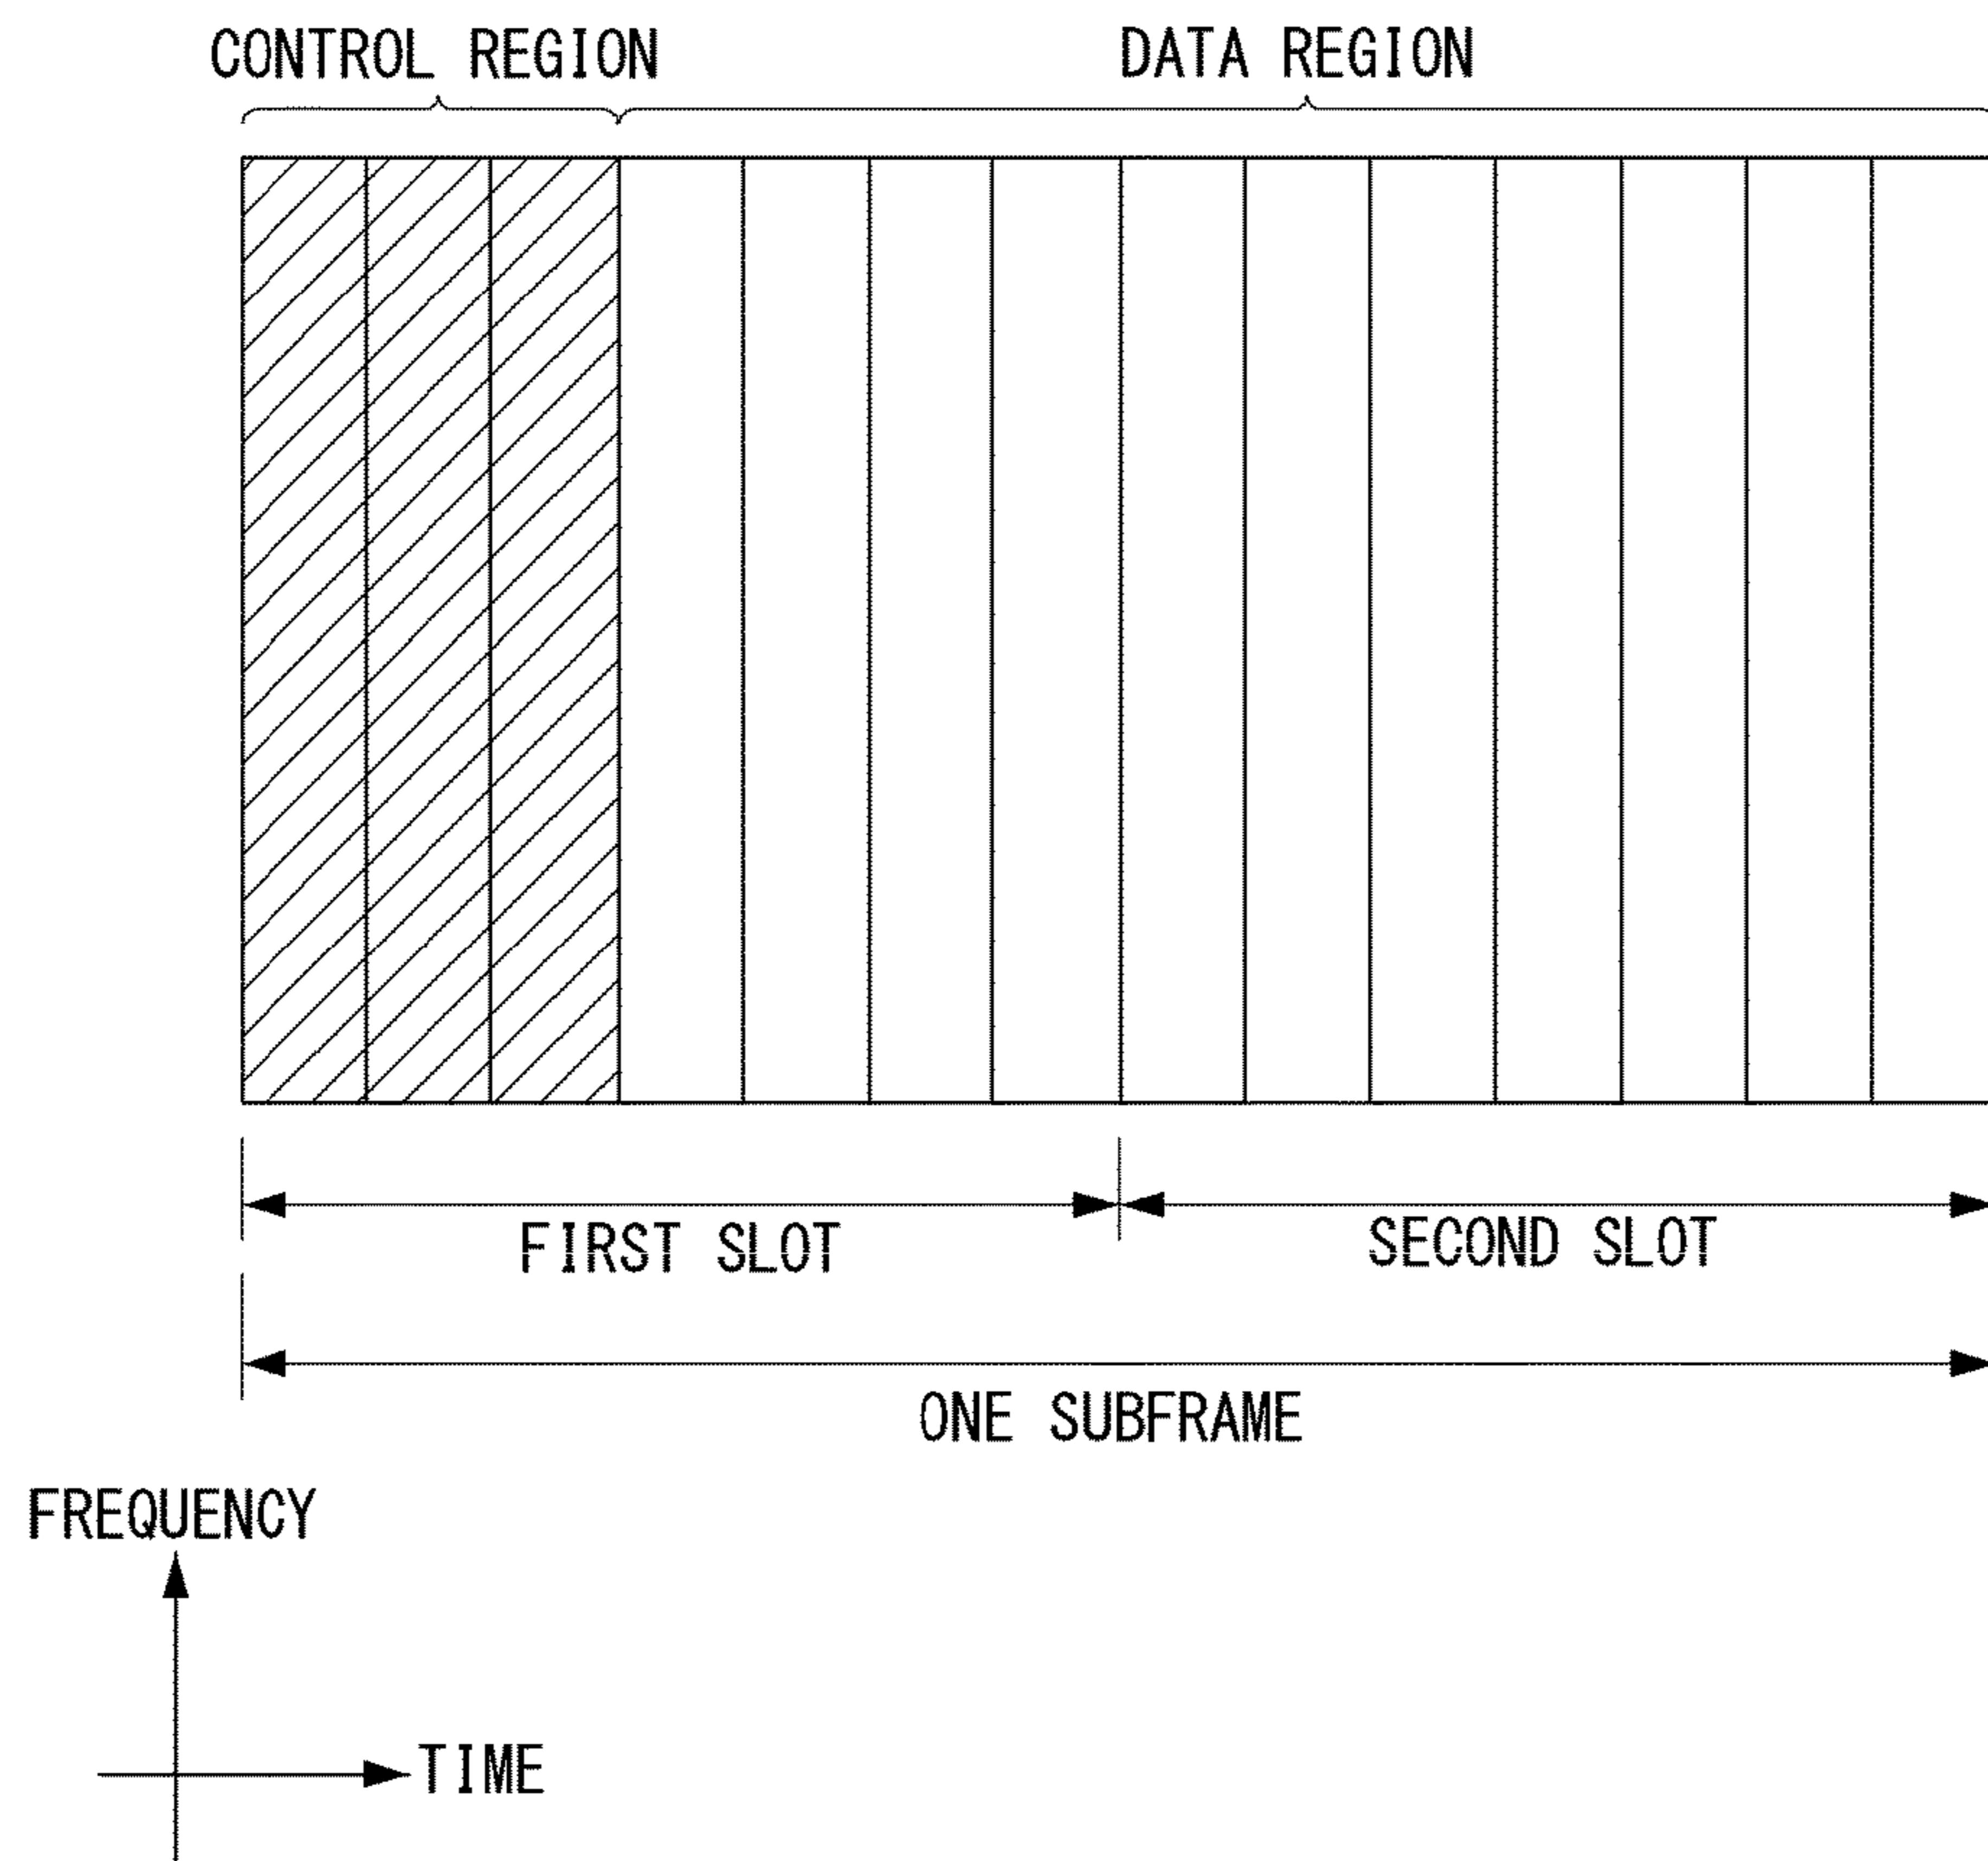 CONTROL REGION
DATA REGION
FIRST SLOT
SECOND SLOT
ONE SUBFRAME
FREQUENCY
TIME